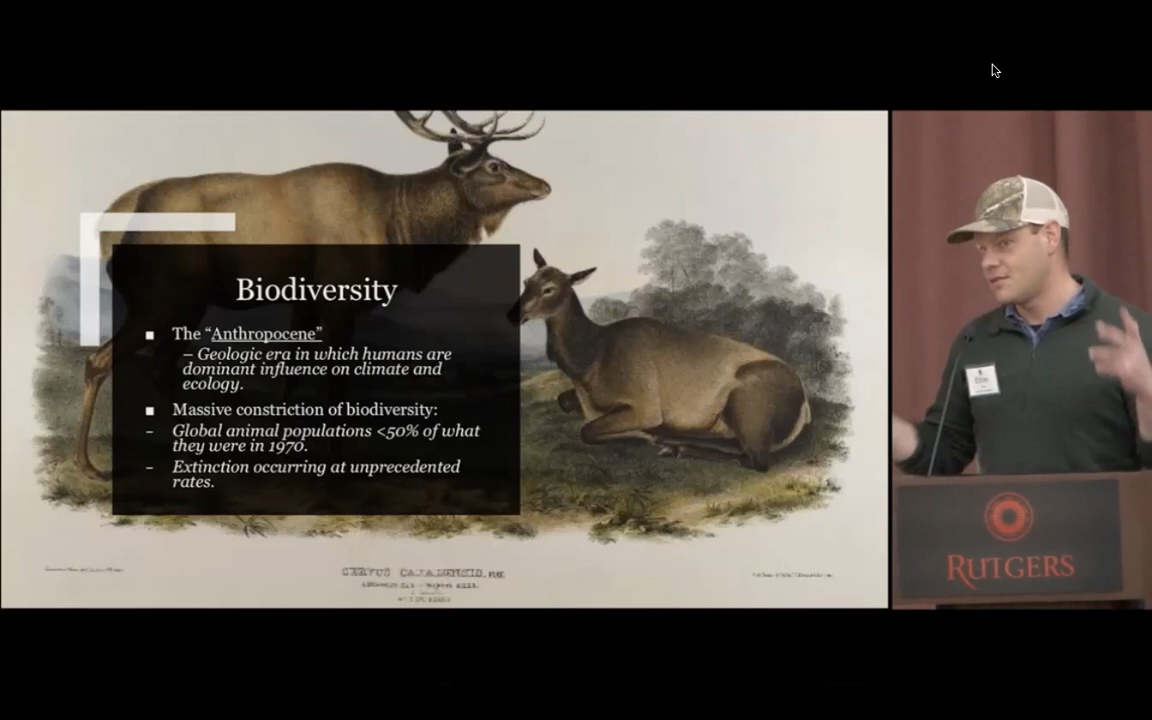 Biodiversity
■ The “Anthropocene”
– Geologic era in which humans are
dominant influence on climate and
ecology.
■ Massive constriction of biodiversity:
– Global animal populations <50% of what
they were in 1970.
– Extinction occurring at unprecedented
rates.
CERVUS CANADENSIS,
RUTGERS